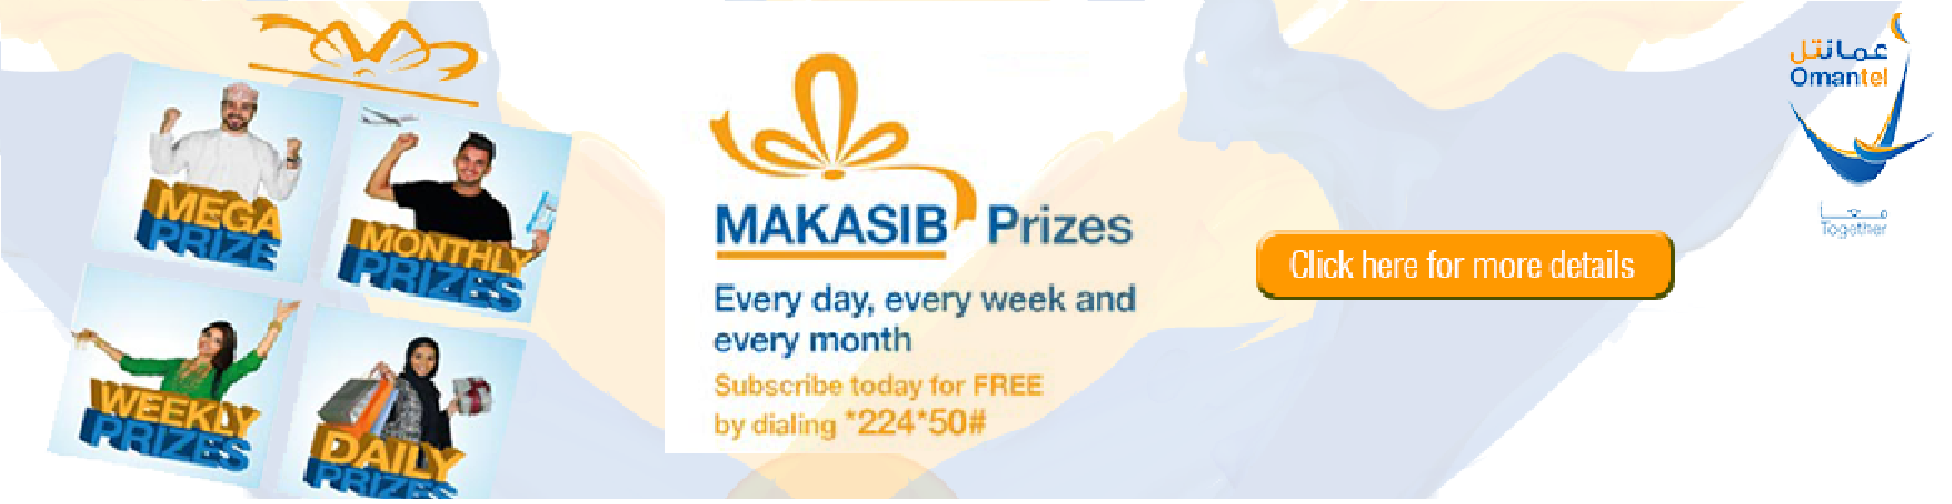 MEGA
PRIZE
MONTHLY
PRIZES
WEEKLY
PRIZES
DAILY
PRIZES
MAKASIB Prizes
Every day, every week and
every month
Subscribe today for FREE
by dialing *224*50#
Click here for more details
عمانتل
Omantel
معاً
Together